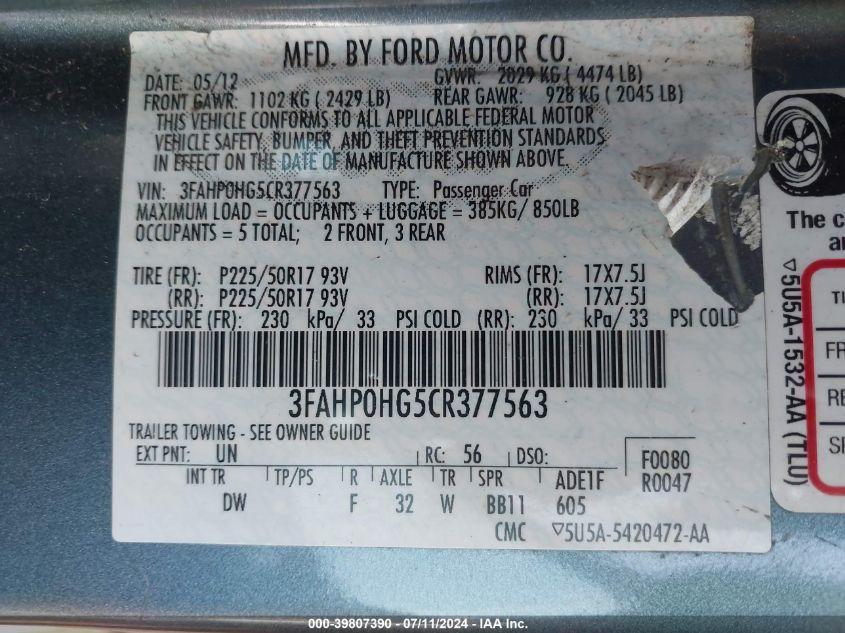 MFD. BY FORD MOTOR CO.
DATE: 05/12 GVWR: 2029 KG ( 4474 LB)
FRONT GAWR: 1102 KG ( 2429 LB) REAR GAWR: 928 KG ( 2045 LB)
THIS VEHICLE CONFORMS TO ALL APPLICABLE FEDERAL MOTOR
VEHICLE SAFETY, BUMPER, AND THEFT PREVENTION STANDARDS
IN EFFECT ON THE DATE OF MANUFACTURE SHOWN ABOVE.
VIN: 3FAHP0HG5CR377563 TYPE: Passenger Car
MAXIMUM LOAD = OCCUPANTS + LUGGAGE = 385KG/ 850LB
OCCUPANTS = 5 TOTAL; 2 FRONT, 3 REAR
TIRE (FR): P225/50R17 93V RIMS (FR): 17X7.5J
(RR): P225/50R17 93V (RR): 17X7.5J
PRESSURE (FR): 230 kPa/ 33 PSI COLD (RR): 230 kPa/ 33 PSI COLD
3FAHP0HG5CR377563
TRAILER TOWING - SEE OWNER GUIDE
EXT PNT: UN RC: 56 DSO: F0080
INT TR TP/PS R AXLE TR SPR ADE1F R0047
DW F 32 W BB11 605
CMC ▽5U5A-5420472-AA
The c
an
▽5U5A-1532-AA (TLU)
TI
FR
RE
SP
000-39807390 - 07/11/2024 - IAA Inc.